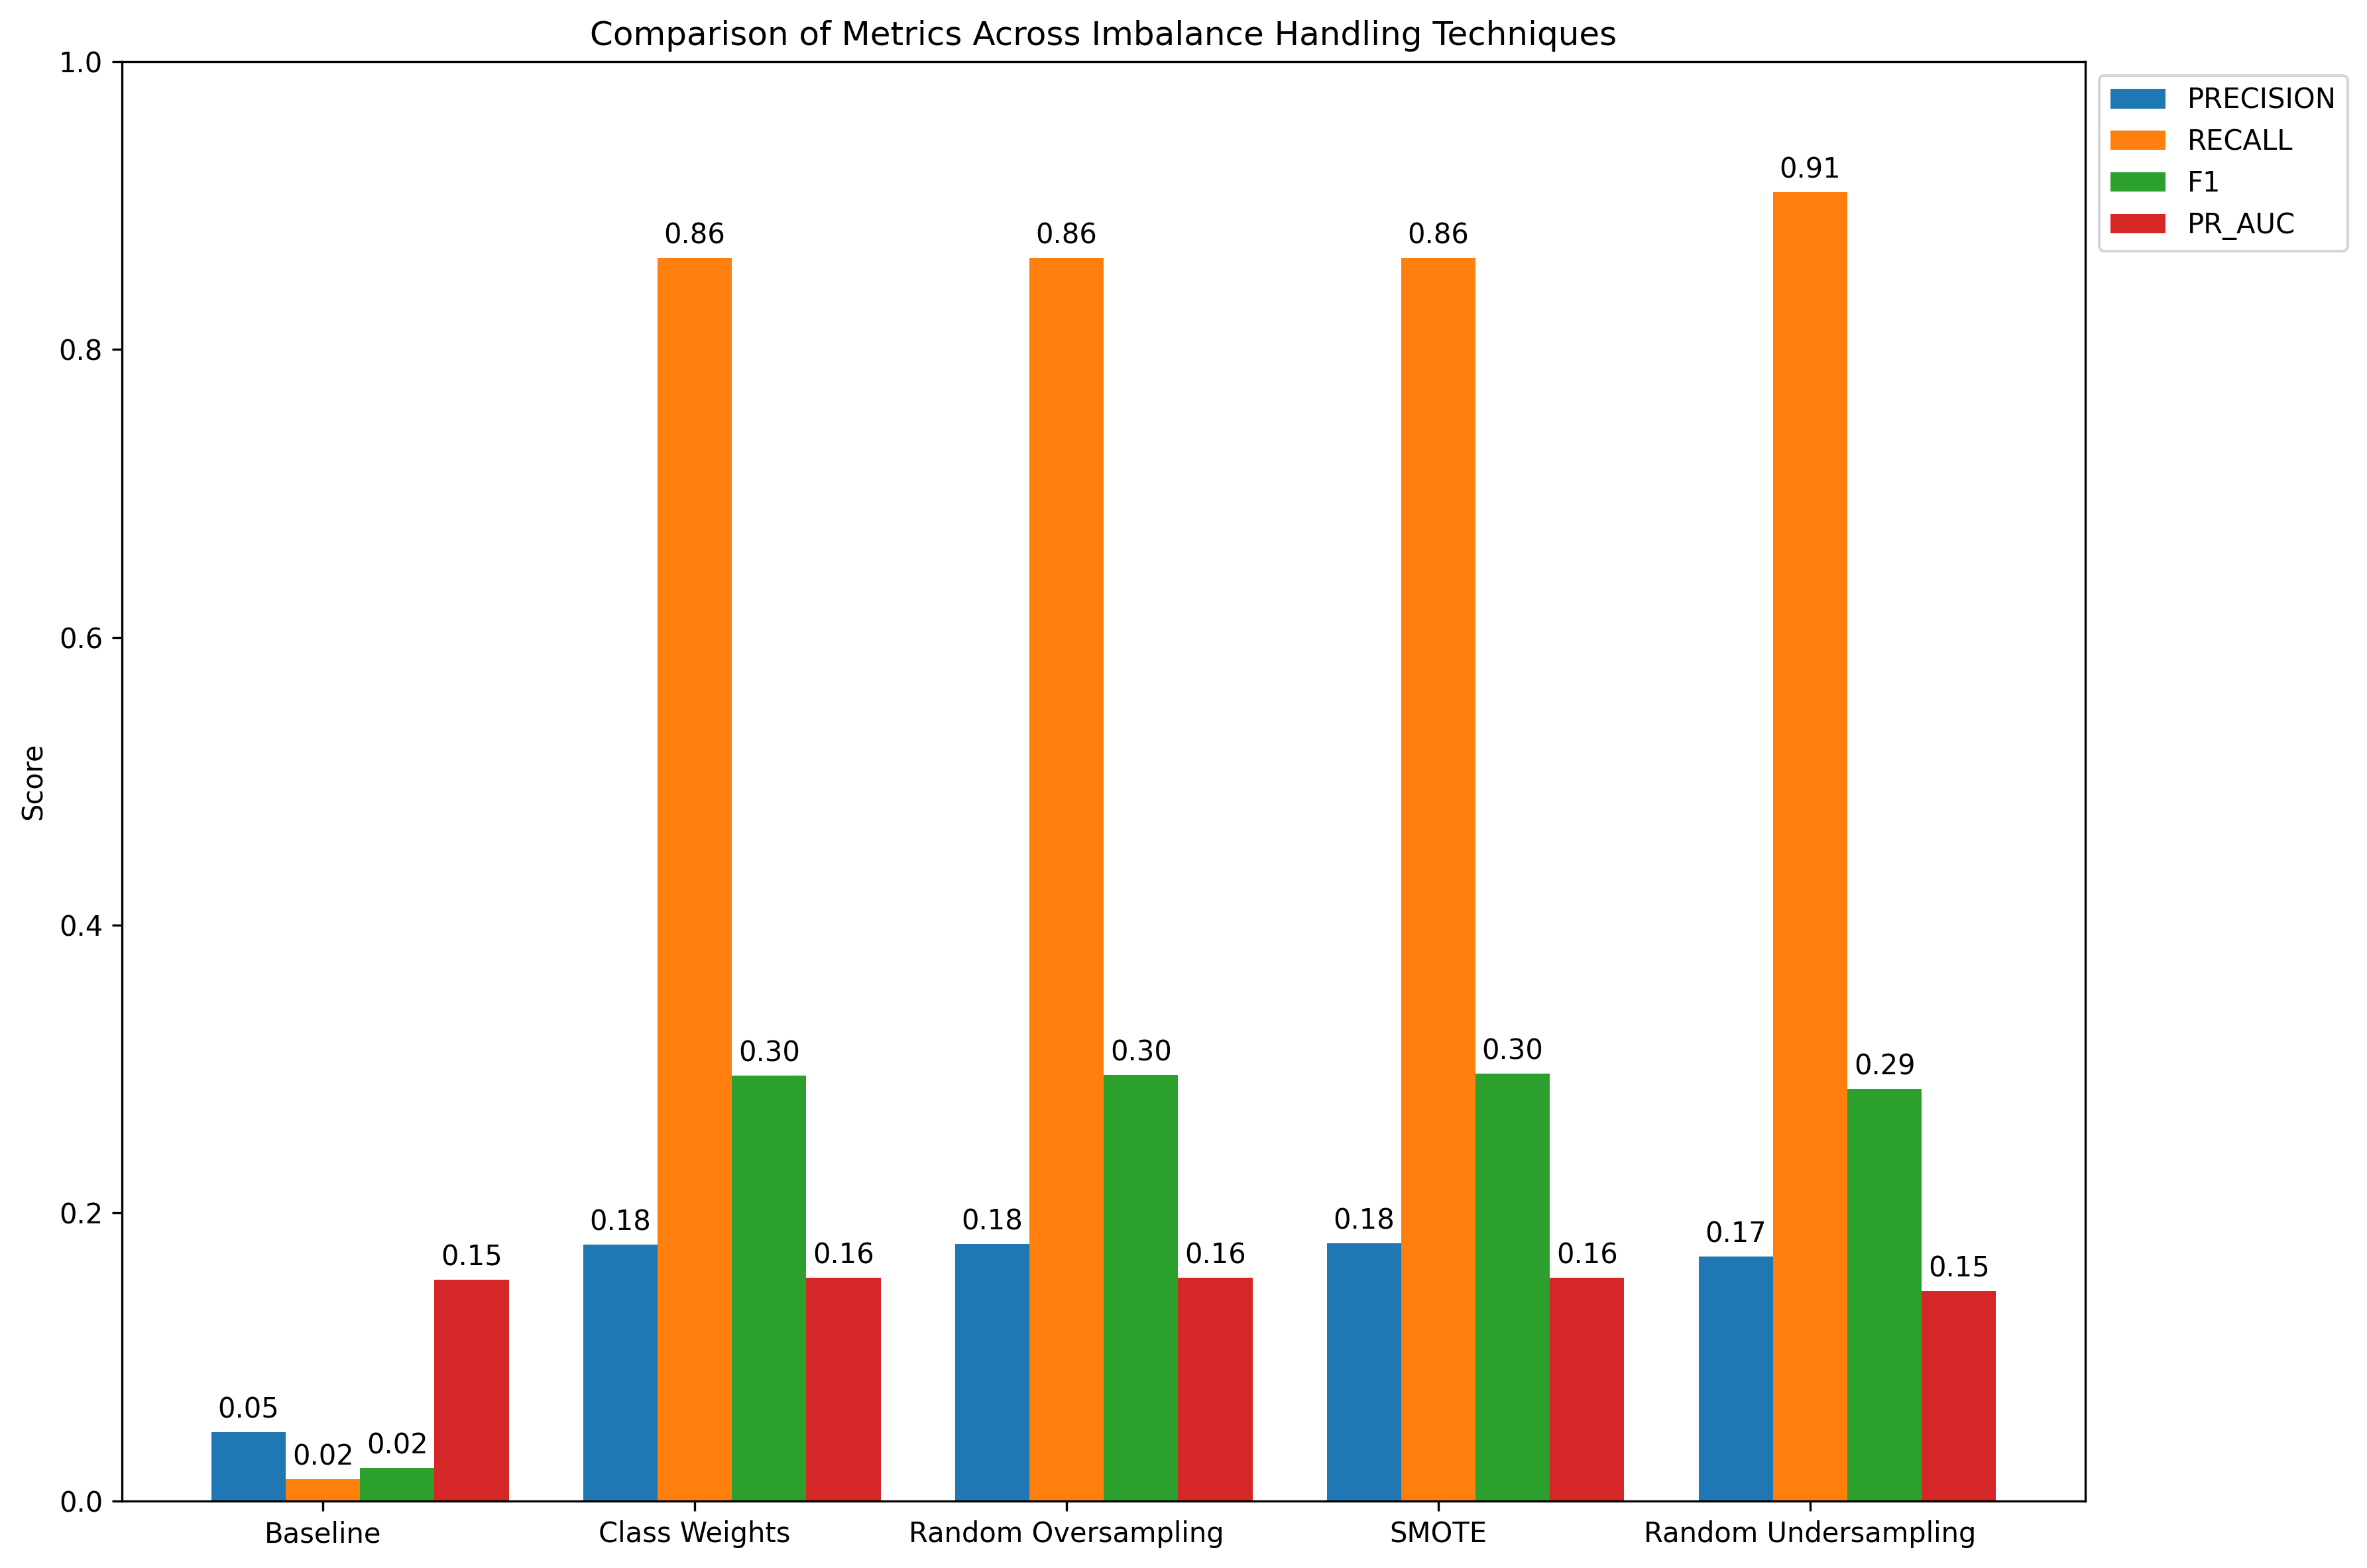 Comparison of Metrics Across Imbalance Handling Techniques
PRECISION
RECALL
F1
PR_AUC
Score
1.0
0.8
0.6
0.4
0.2
0.0
0.05
0.02
0.02
0.15
0.18
0.86
0.30
0.16
0.18
0.86
0.30
0.16
0.18
0.86
0.30
0.16
0.17
0.91
0.29
0.15
Baseline
Class Weights
Random Oversampling
SMOTE
Random Undersampling